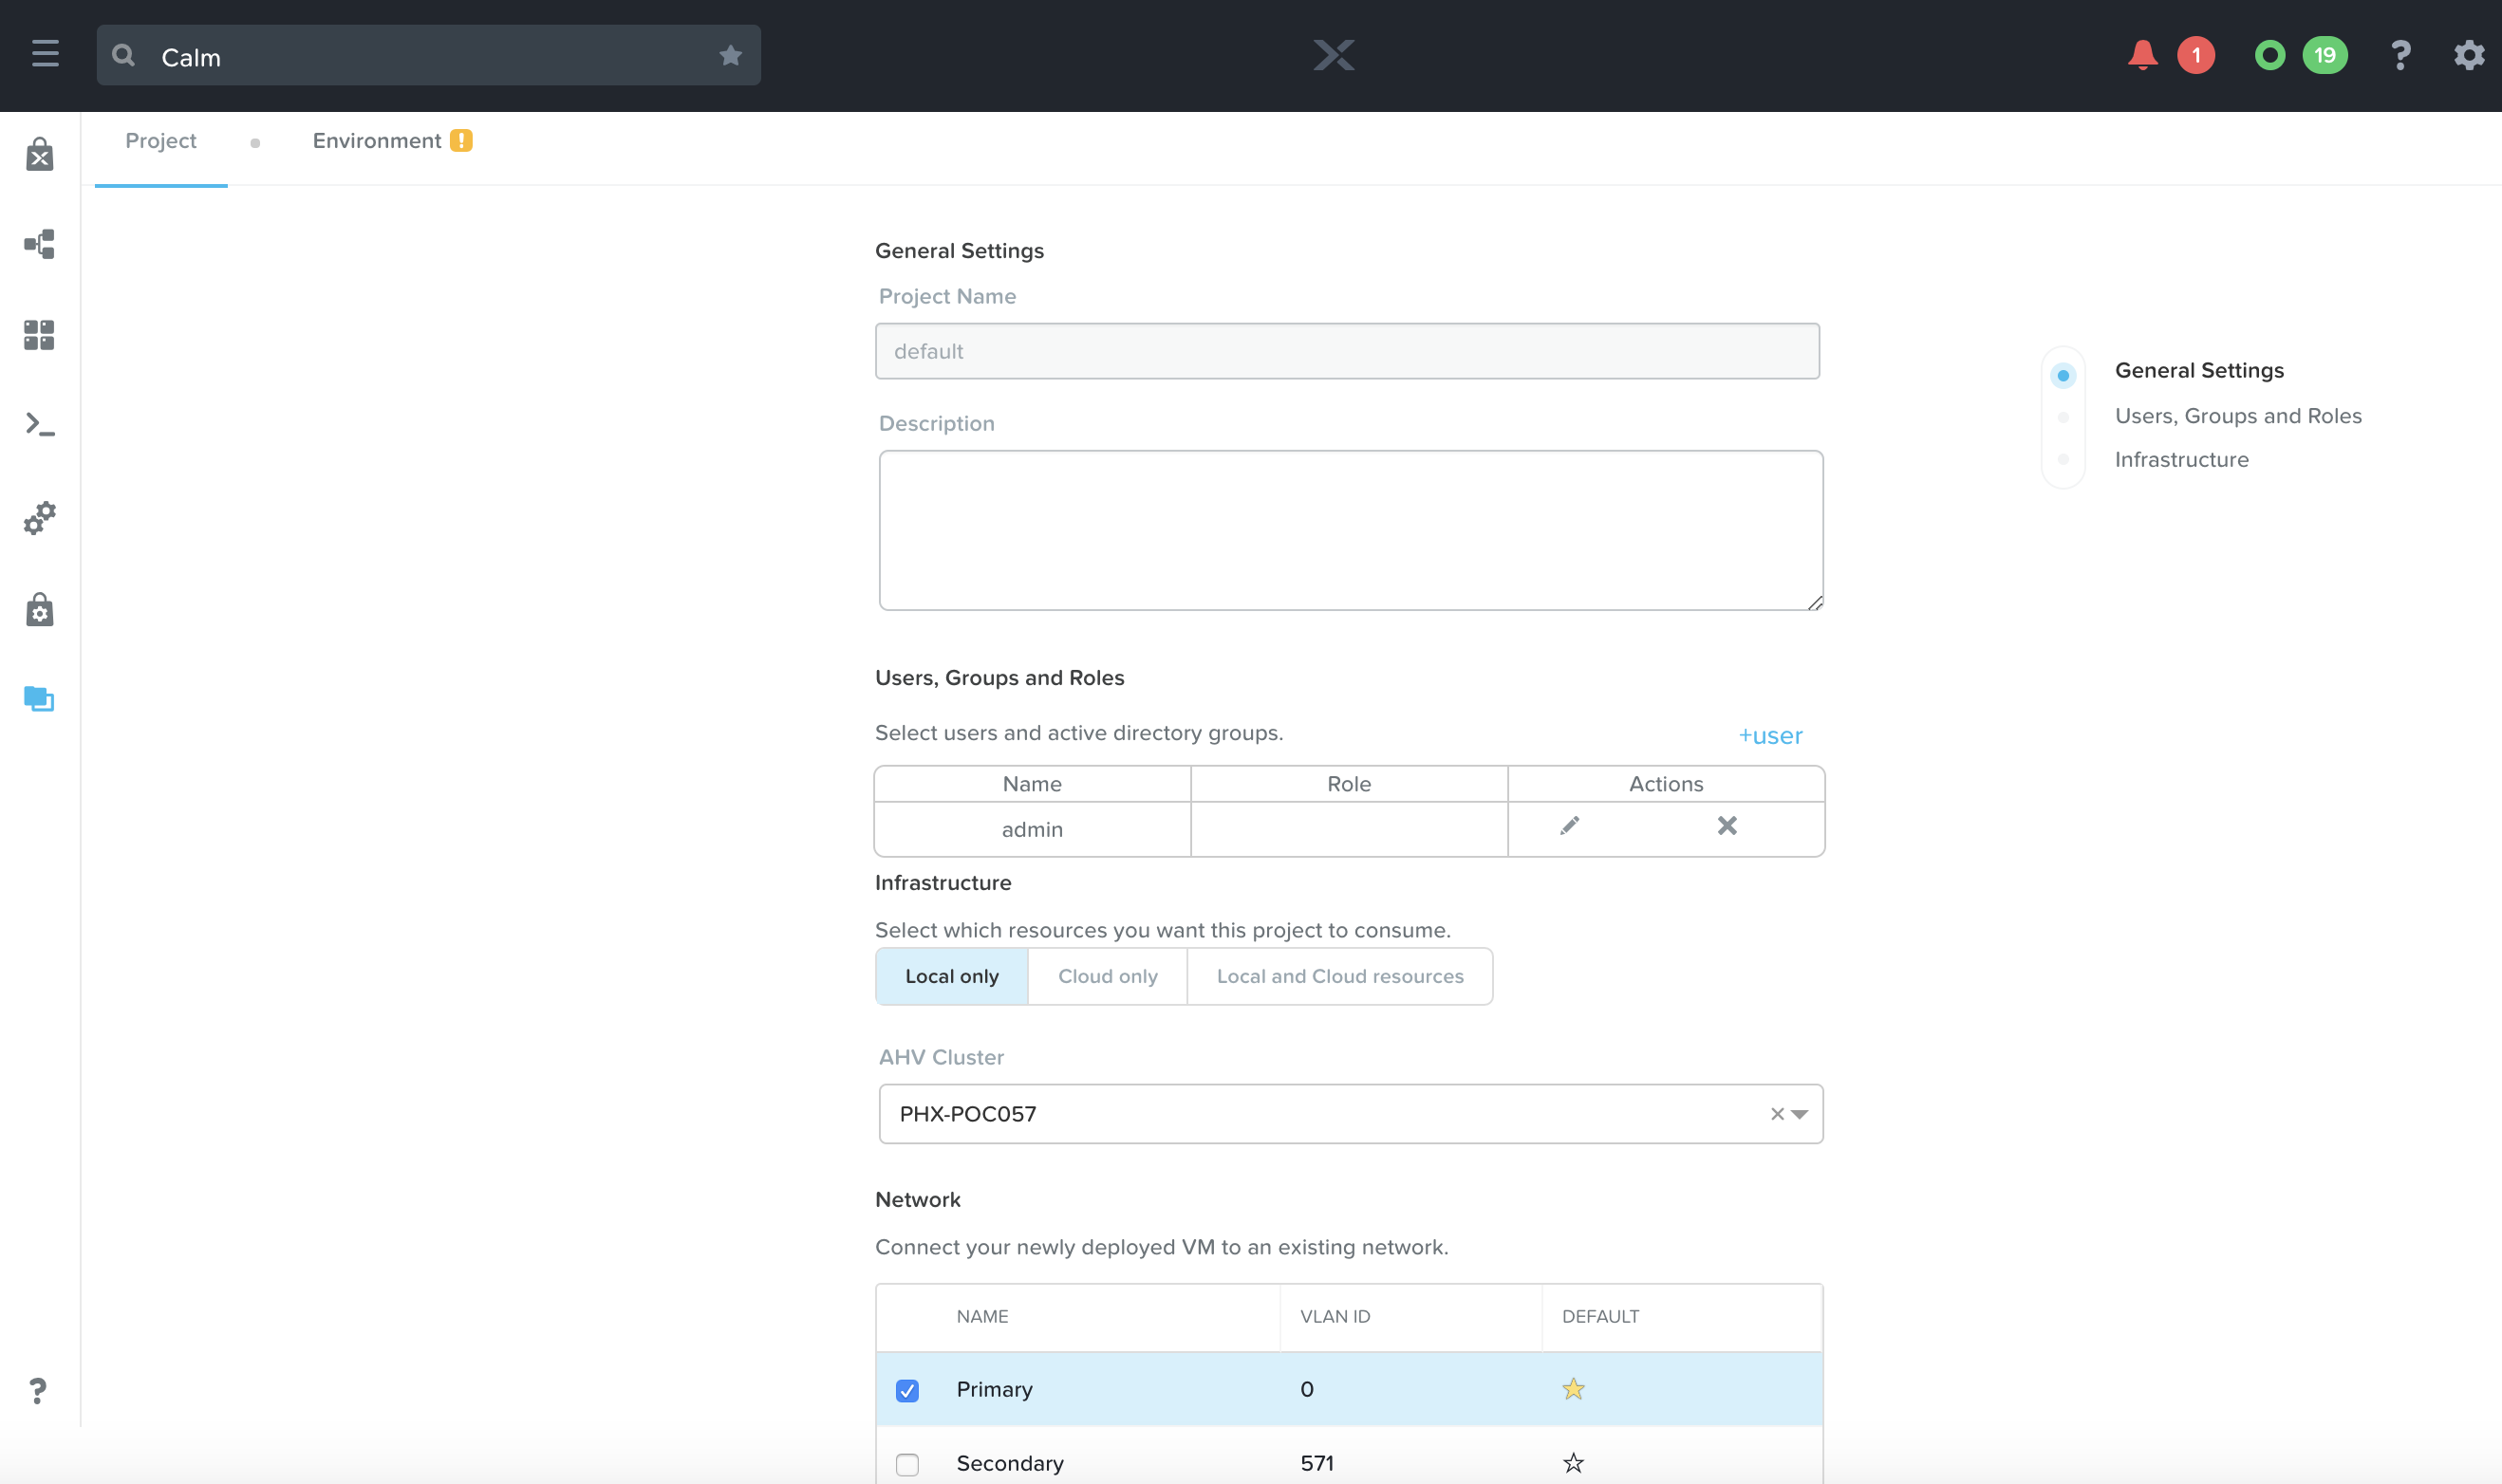 Calm
1
19
?
Project
Environment !
General Settings
Project Name
default
Description
General Settings
Users, Groups and Roles
Infrastructure
Users, Groups and Roles
Select users and active directory groups.
+user
Name Role Actions
admin
Infrastructure
Select which resources you want this project to consume.
Local only Cloud only Local and Cloud resources
AHV Cluster
PHX-POC057
Network
Connect your newly deployed VM to an existing network.
NAME VLAN ID DEFAULT
Primary 0
Secondary 571
?